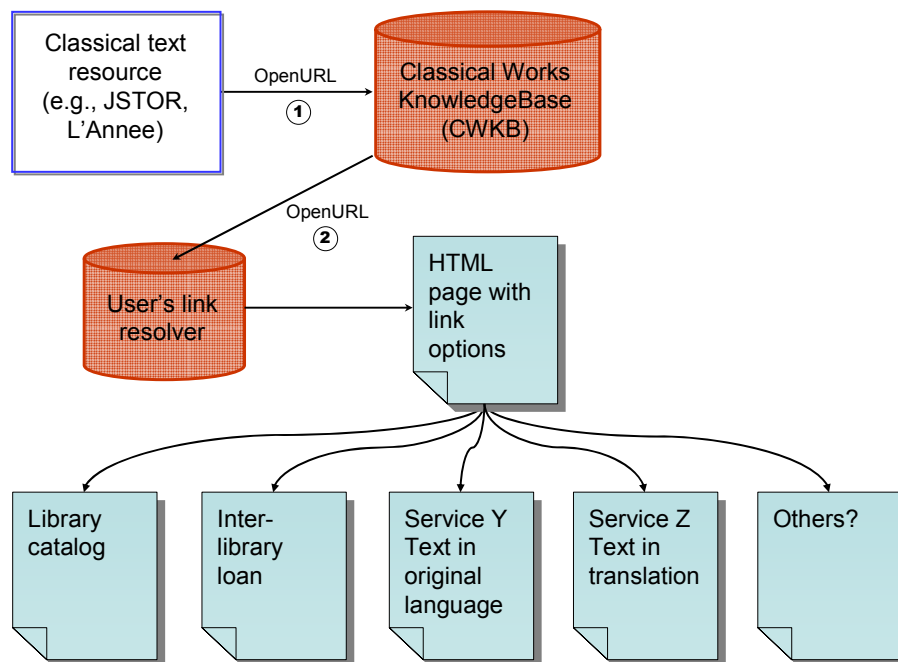 Classical text
resource
(e.g., JSTOR,
L'Annee)
OpenURL
1
Classical Works
KnowledgeBase
(CWKB)
OpenURL
2
User's link
resolver
HTML
page with
link
options
Library
catalog
Inter-
library
loan
Service Y
Text in
original
language
Service Z
Text in
translation
Others?